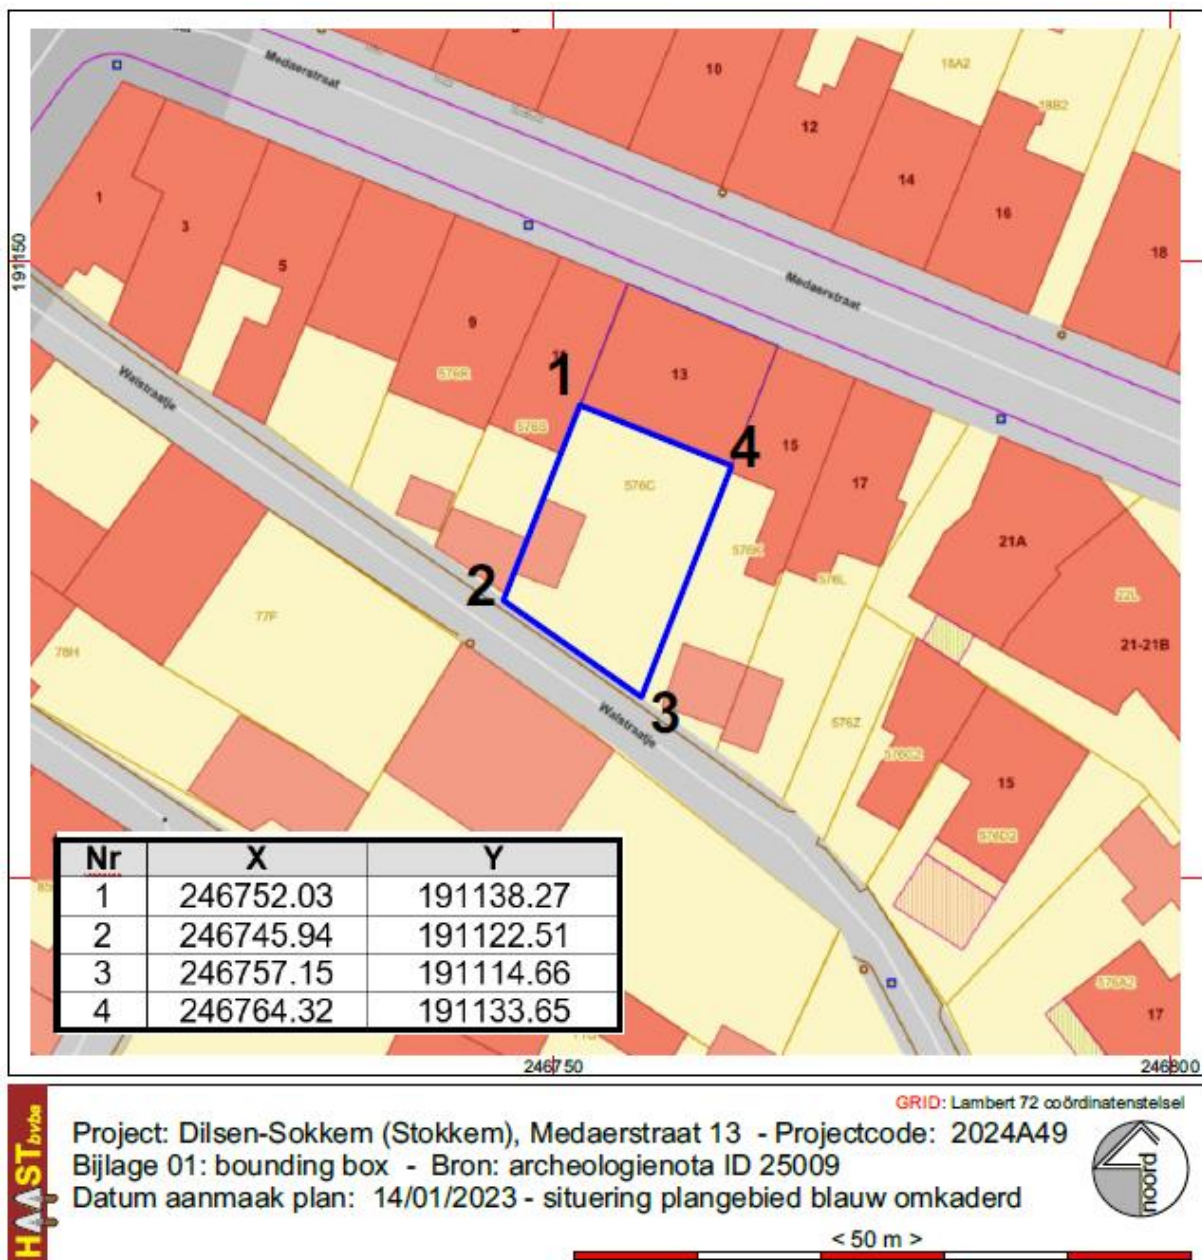 Medaerstraat
10
18A2
18B2
12
14
16
18
1
3
5
191150
Medaerstraat
9
576R
13
1
576S
4
15
Walstraatje
576C
17
576K
21A
576L
22L
2
21-21B
77F
78H
3
Walstraatje
576Z
576C2
15
576D2
Nr X Y
1 246752.03 191138.27
2 246745.94 191122.51
3 246757.15 191114.66
4 246764.32 191133.65
576A2
17
246750
246800
GRID: Lambert 72 coördinatenstelsel
HAAST bvba
Project: Dilsen-Sokkem (Stokkem), Medaerstraat 13 - Projectcode: 2024A49
Bijlage 01: bounding box - Bron: archeologienota ID 25009
Datum aanmaak plan: 14/01/2023 - situering plangebied blauw omkaderd
noord
< 50 m >